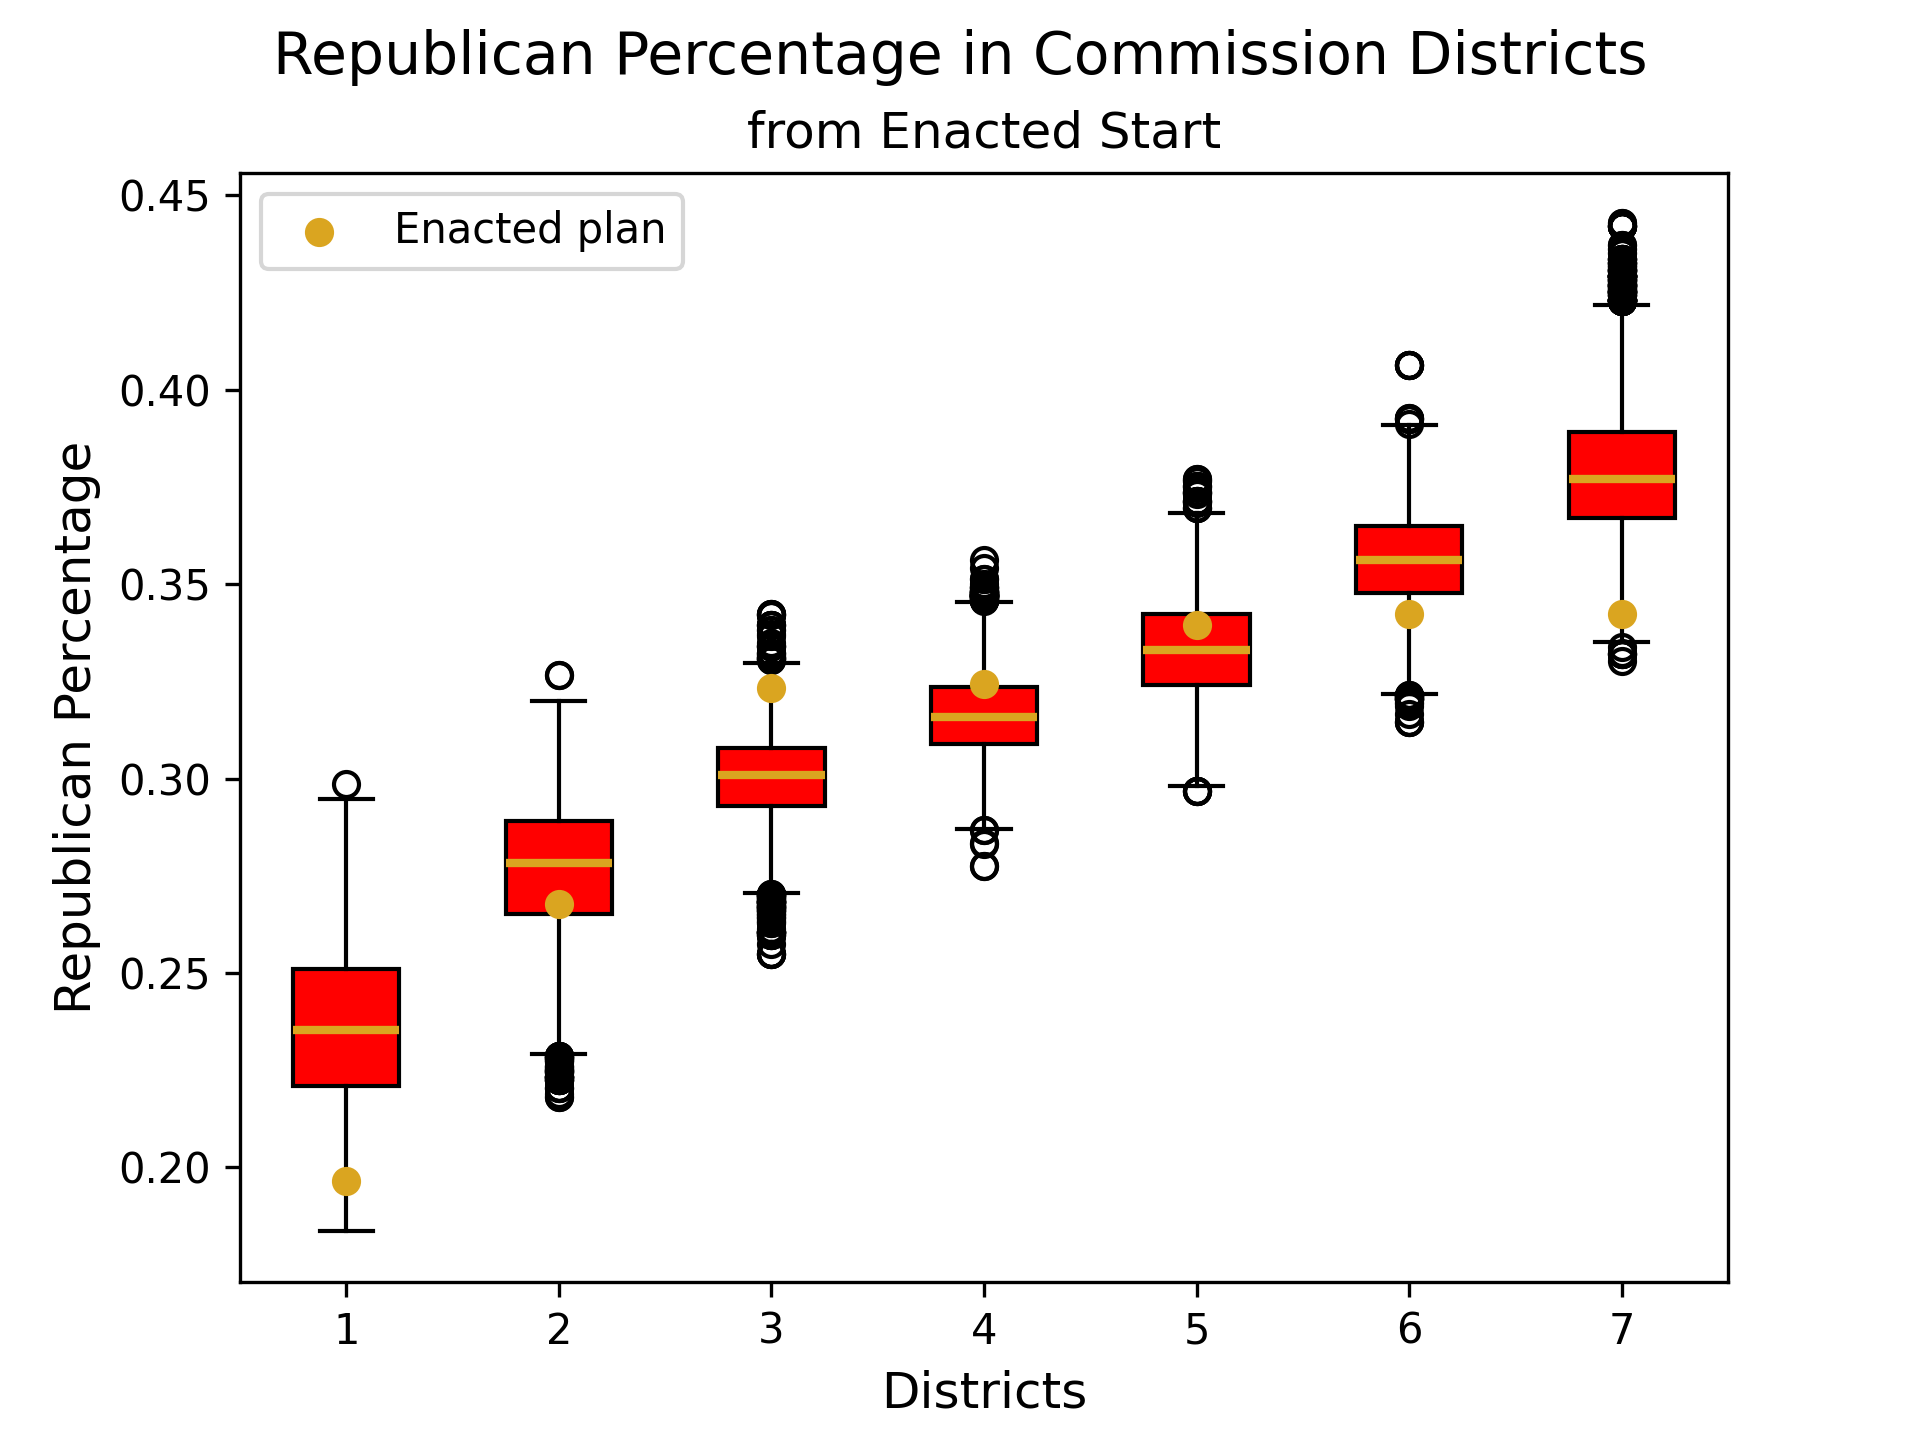 Republican Percentage in Commission Districts
from Enacted Start
Enacted plan
Republican Percentage
0.45
0.40
0.35
0.30
0.25
0.20
1 2 3 4 5 6 7
Districts